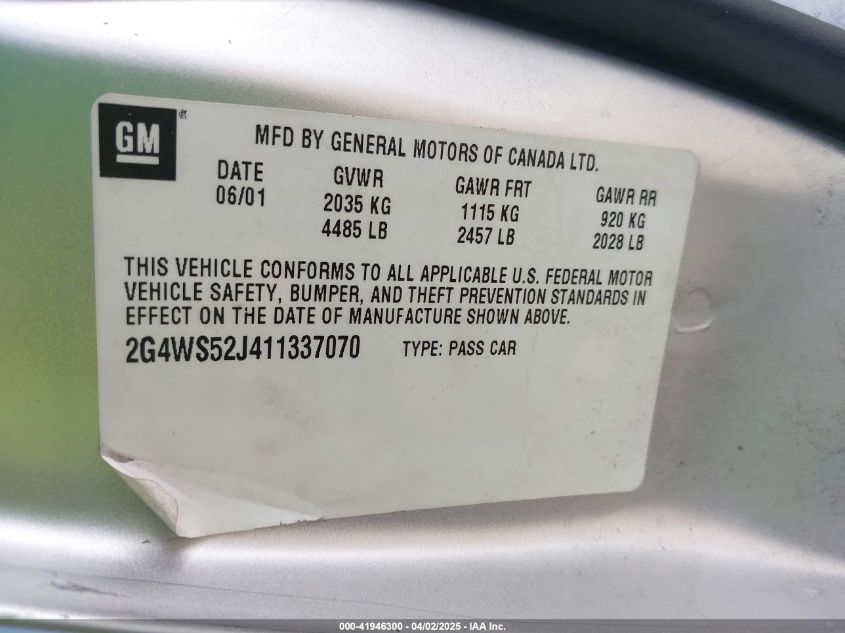 GM®
MFD BY GENERAL MOTORS OF CANADA LTD.
DATE GVWR GAWR FRT GAWR RR
06/01 2035 KG 1115 KG 920 KG
4485 LB 2457 LB 2028 LB
THIS VEHICLE CONFORMS TO ALL APPLICABLE U.S. FEDERAL MOTOR
VEHICLE SAFETY, BUMPER, AND THEFT PREVENTION STANDARDS IN
EFFECT ON THE DATE OF MANUFACTURE SHOWN ABOVE.
2G4WS52J411337070 TYPE: PASS CAR
000-41946300 - 04/02/2025 - IAA Inc.